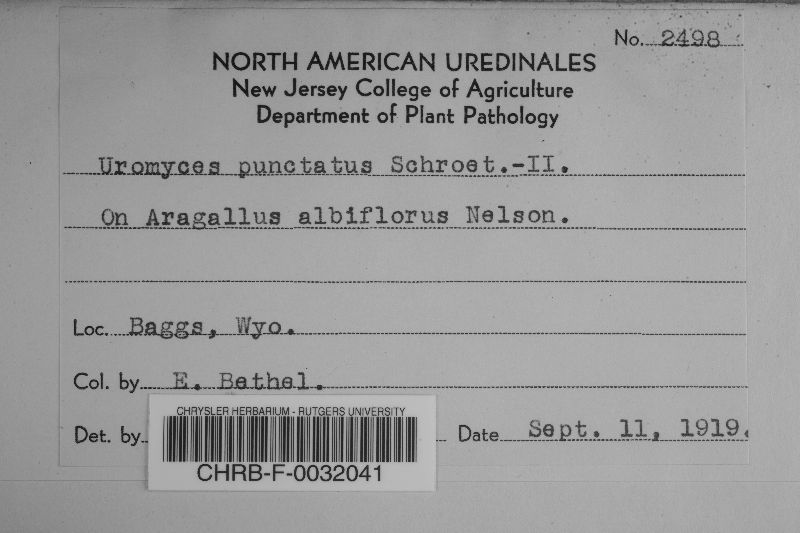 No. 2498
NORTH AMERICAN UREDINALES
New Jersey College of Agriculture
Department of Plant Pathology
Uromyces punctatus Schroet.-II.
On Aragallus albiflorus Nelson.
Loc. Baggs, Wyo.
Col. by E. Bethel.
Det. by
Date Sept. 11, 1919.
CHRYSLER HERBARIUM - RUTGERS UNIVERSITY
CHRB-F-0032041